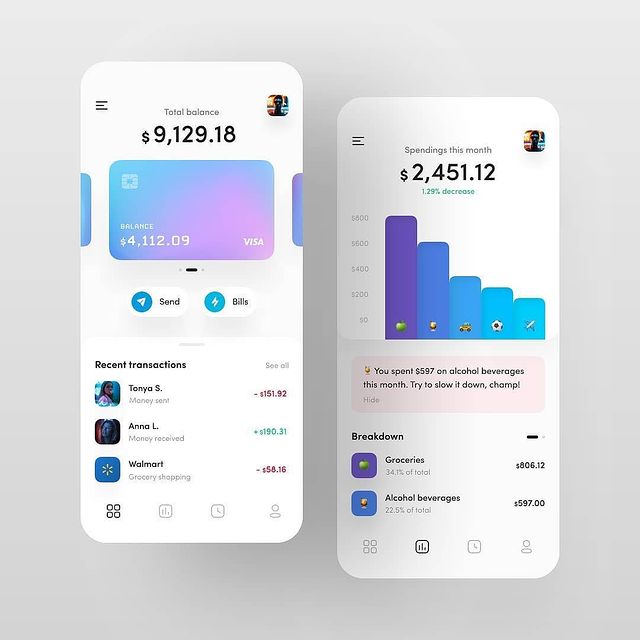 Total balance
$ 9,129.18
BALANCE
$4,112.09
VISA
Send
Bills
Recent transactions
See all
Tonya S.
Money sent
- $151.92
Anna L.
Money received
+ $190.31
Walmart
Grocery shopping
- $58.16
Spendings this month
$ 2,451.12
1.29% decrease
$800
$600
$400
$200
$0
You spent $597 on alcohol beverages
this month. Try to slow it down, champ!
Hide
Breakdown
Groceries
34.1% of total
$806.12
Alcohol beverages
22.5% of total
$597.00